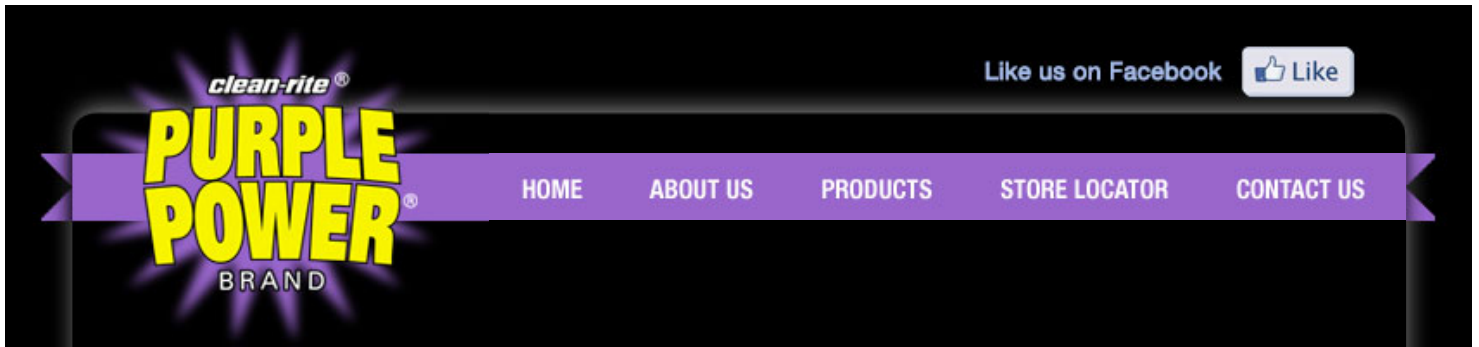 Like us on Facebook Like
clean-rite®
PURPLE
POWER®
BRAND
HOME ABOUT US PRODUCTS STORE LOCATOR CONTACT US